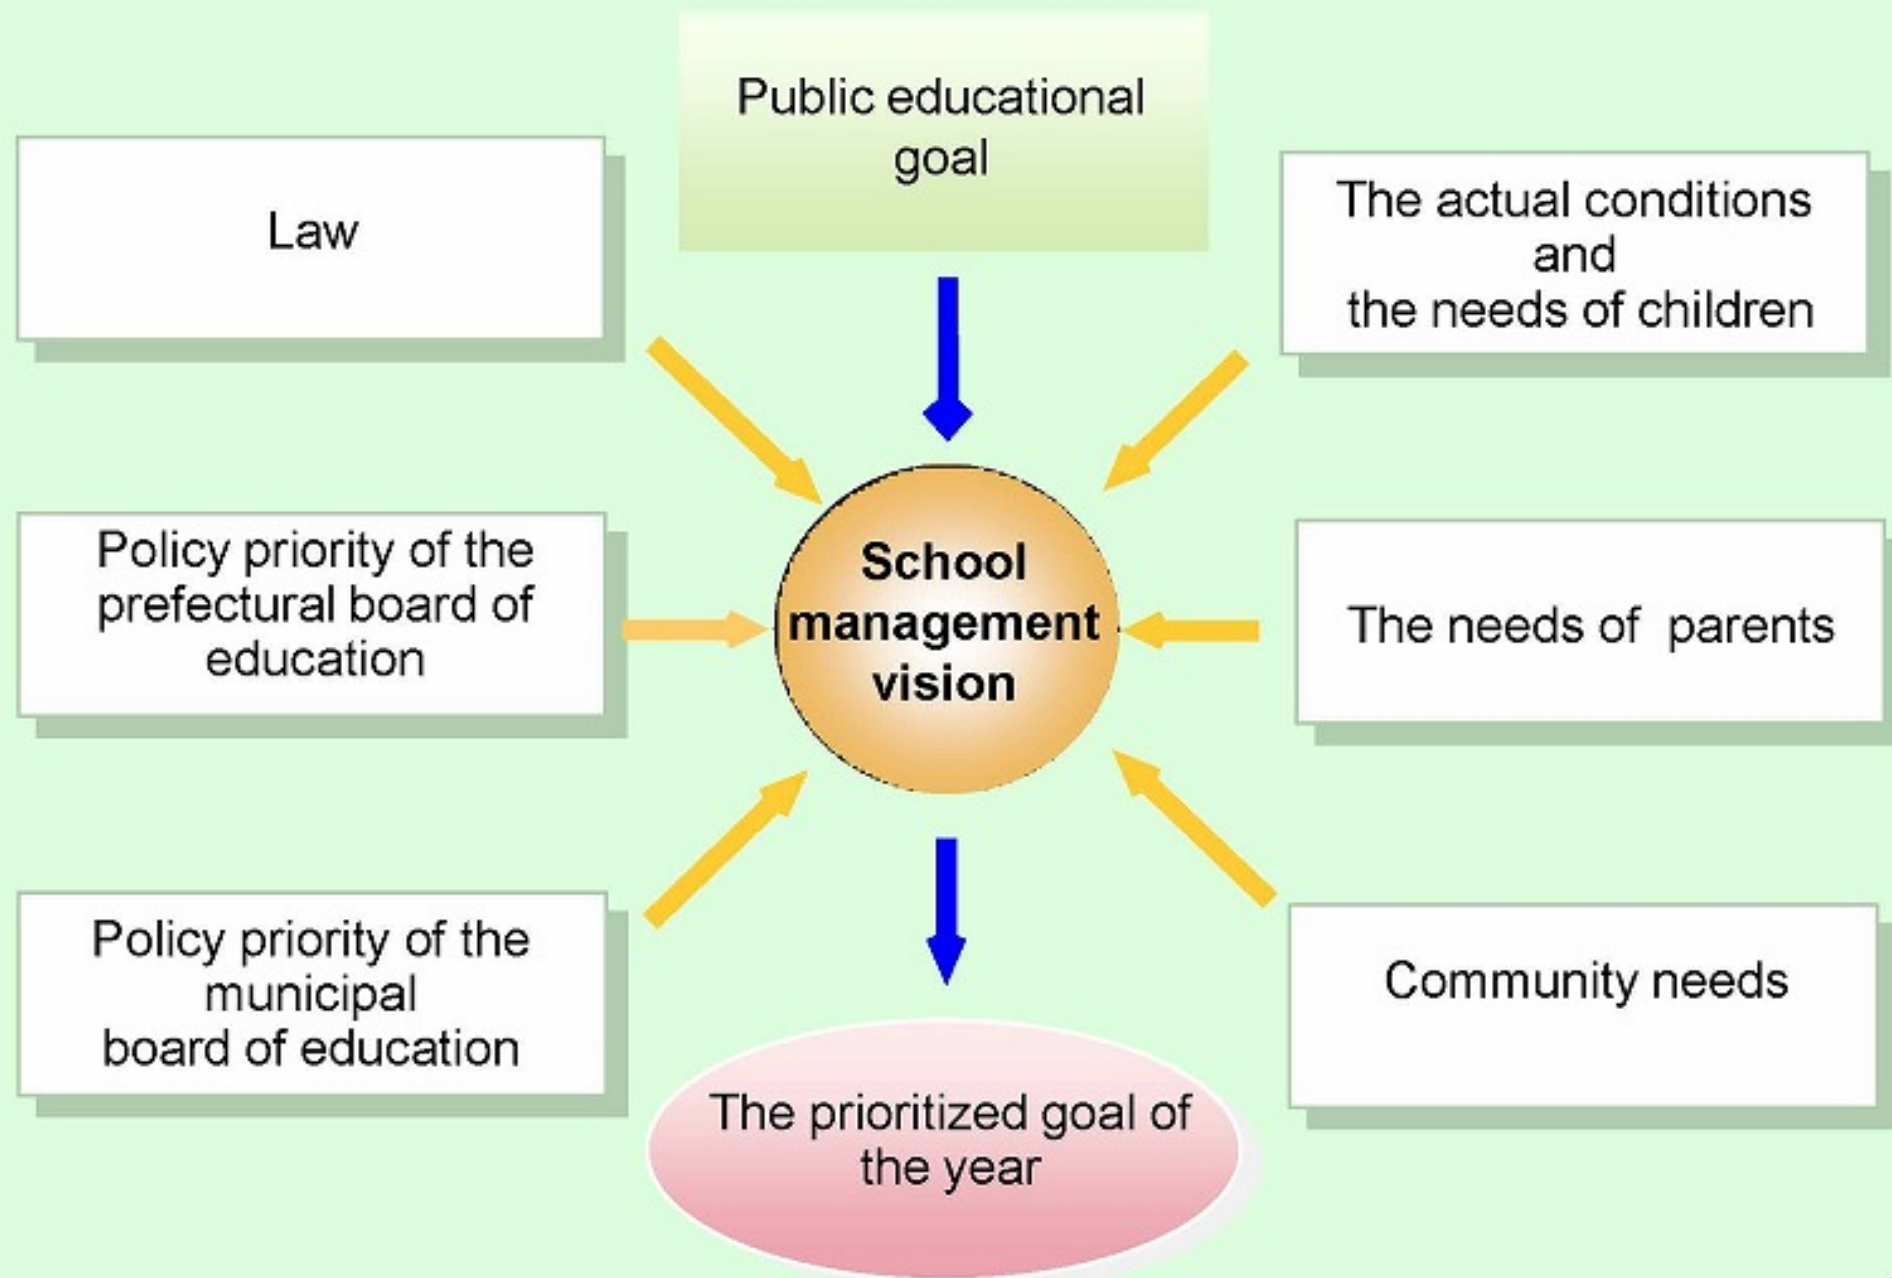 Public educational
goal
Law
The actual conditions
and
the needs of children
Policy priority of the
prefectural board of
education
School
management
vision
The needs of  parents
Policy priority of the
municipal
board of education
Community needs
The prioritized goal of
the year